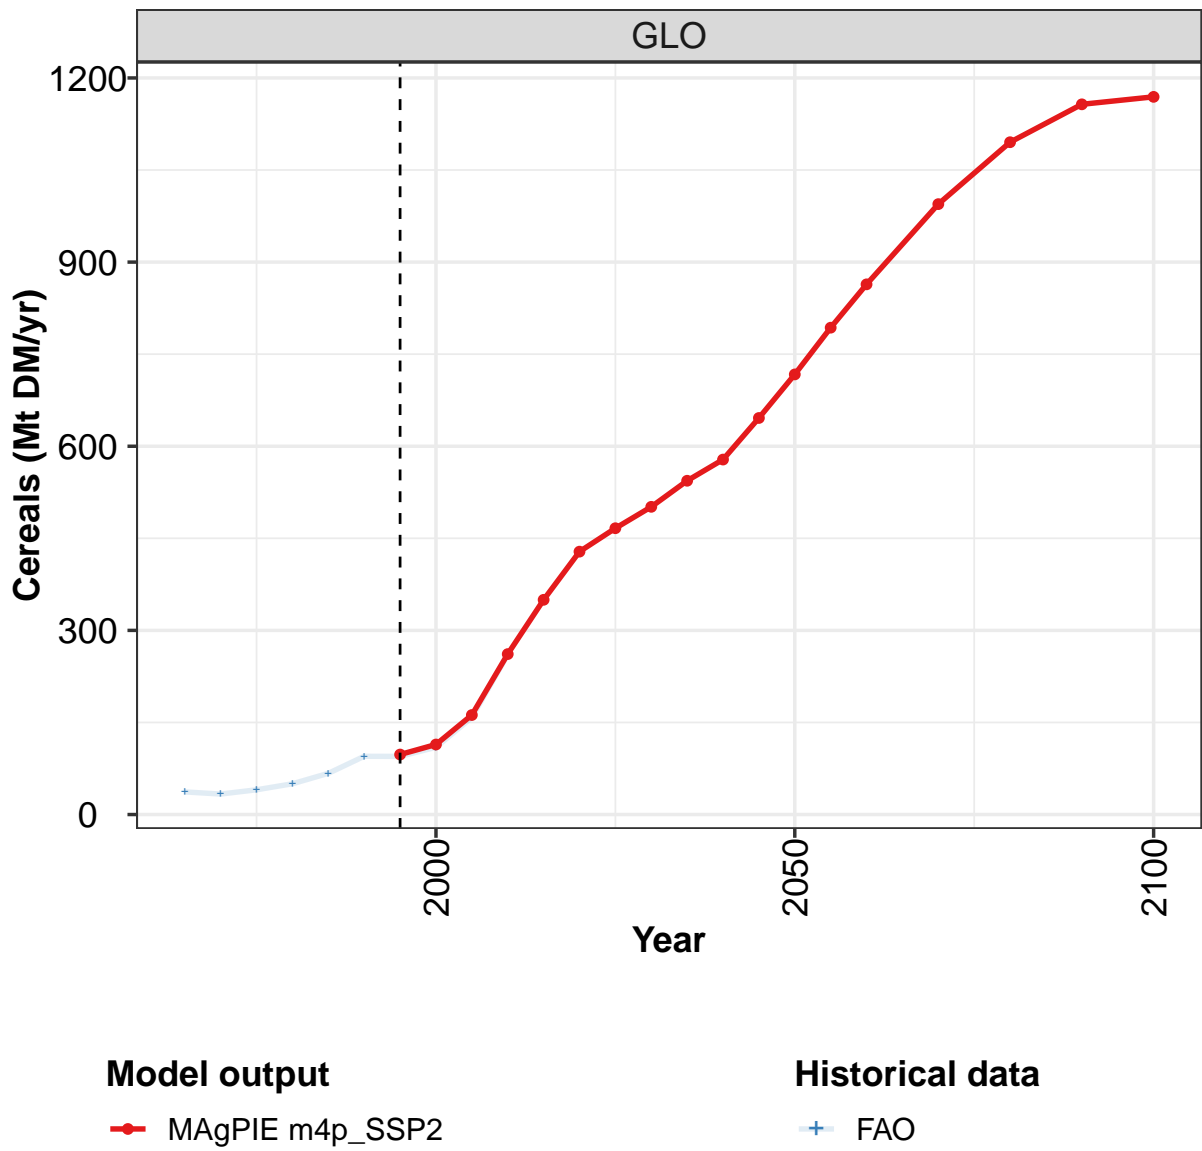 GLO
Cereals (Mt DM/yr)
1200
900
600
300
0
2000
2050
2100
Year
Model output
Historical data
MAgPIE m4p_SSP2
FAO